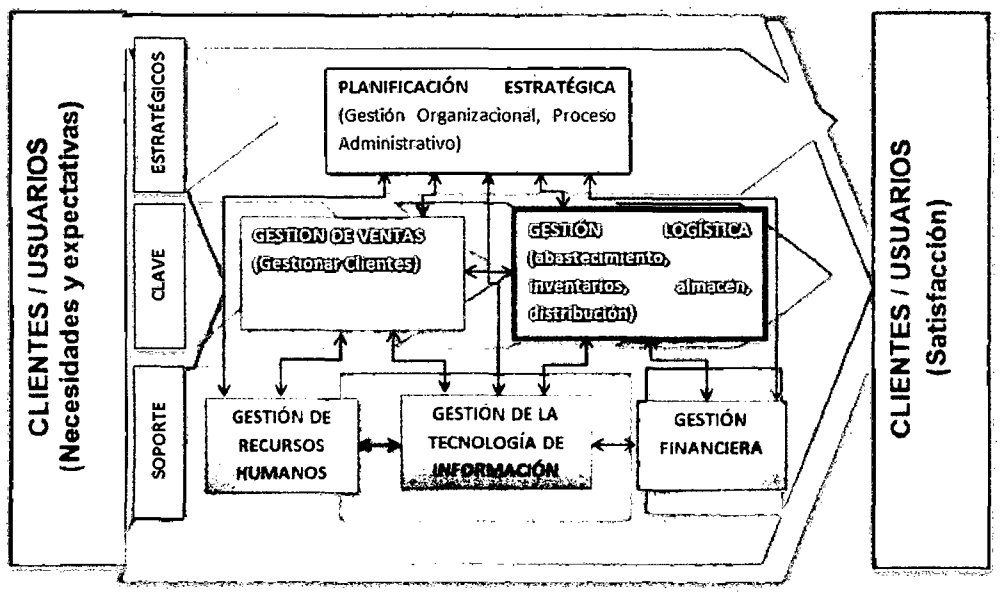 CLIENTES / USUARIOS
(Necesidades y expectativas)
ESTRATÉGICOS
PLANIFICACIÓN ESTRATÉGICA
(Gestión Organizacional, Proceso
Administrativo)
CLAVE
GESTION DE VENTAS
(Gestionar Clientes)
GESTIÓN LOGÍSTICA
(abastecimiento,
inventarios, almacén,
distribución)
SOPORTE
GESTIÓN DE
RECURSOS
HUMANOS
GESTIÓN DE LA
TECNOLOGÍA DE
INFORMACIÓN
GESTIÓN
FINANCIERA
CLIENTES / USUARIOS
(Satisfacción)